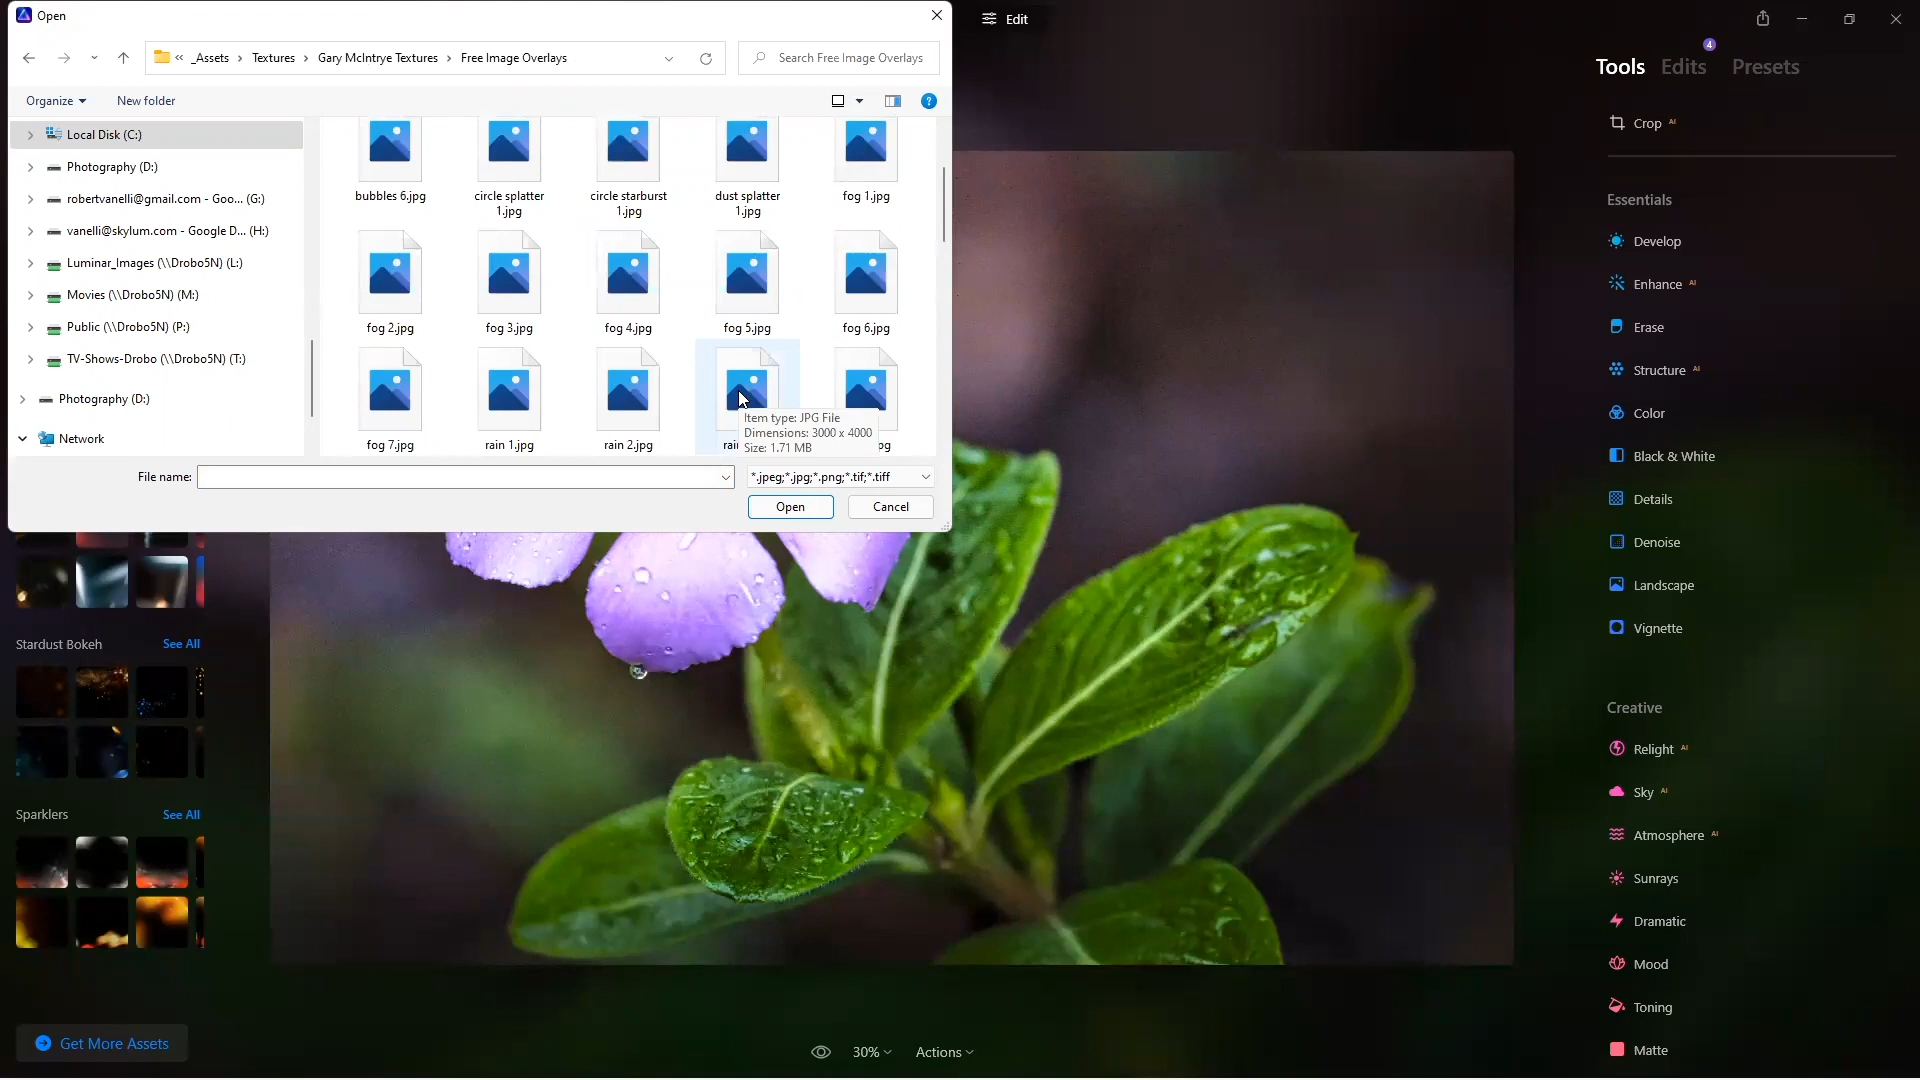 Open
Edit
_Assets
Textures
Gary McIntrye Textures
Free Image Overlays
Search Free Image Overlays
Organize
New folder
Local Disk (C:)
Photography (D:)
robertvanelli@gmail.com - Goo... (G:)
vanelli@skylum.com - Google D... (H:)
Luminar_Images (\\Drobo5N) (L:)
Movies (\\Drobo5N) (M:)
Public (\\Drobo5N) (P:)
TV-Shows-Drobo (\\Drobo5N) (T:)
Photography (D:)
Network
bubbles 6.jpg
circle splatter
1.jpg
circle starburst
1.jpg
dust splatter
1.jpg
fog 1.jpg
fog 2.jpg
fog 3.jpg
fog 4.jpg
fog 5.jpg
fog 6.jpg
fog 7.jpg
rain 1.jpg
rain 2.jpg
Item type: JPG File
Dimensions: 3000 x 4000
Size: 1.71 MB
File name:
*.jpeg;*.jpg;*.png;*.tif;*.tiff
Open
Cancel
Stardust Bokeh
See All
Sparklers
See All
Get More Assets
30%
Actions
4
Tools
Edits
Presets
Crop AI
Essentials
Develop
Enhance AI
Erase
Structure AI
Color
Black & White
Details
Denoise
Landscape
Vignette
Creative
Relight AI
Sky AI
Atmosphere AI
Sunrays
Dramatic
Mood
Toning
Matte